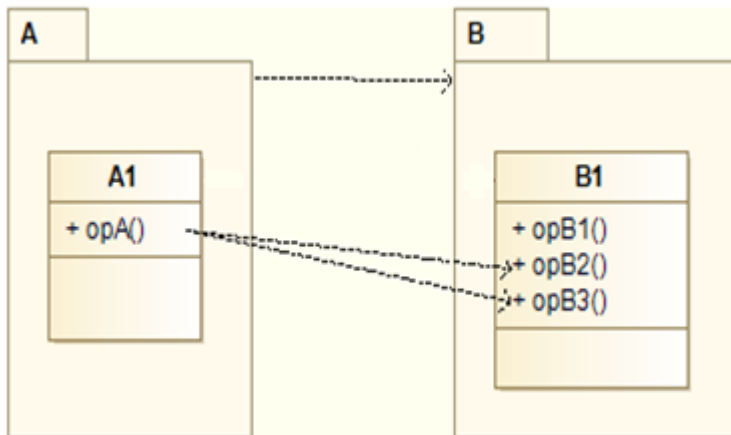 A
B
A1
+ opA()
B1
+ opB1()
+ opB2()
+ opB3()